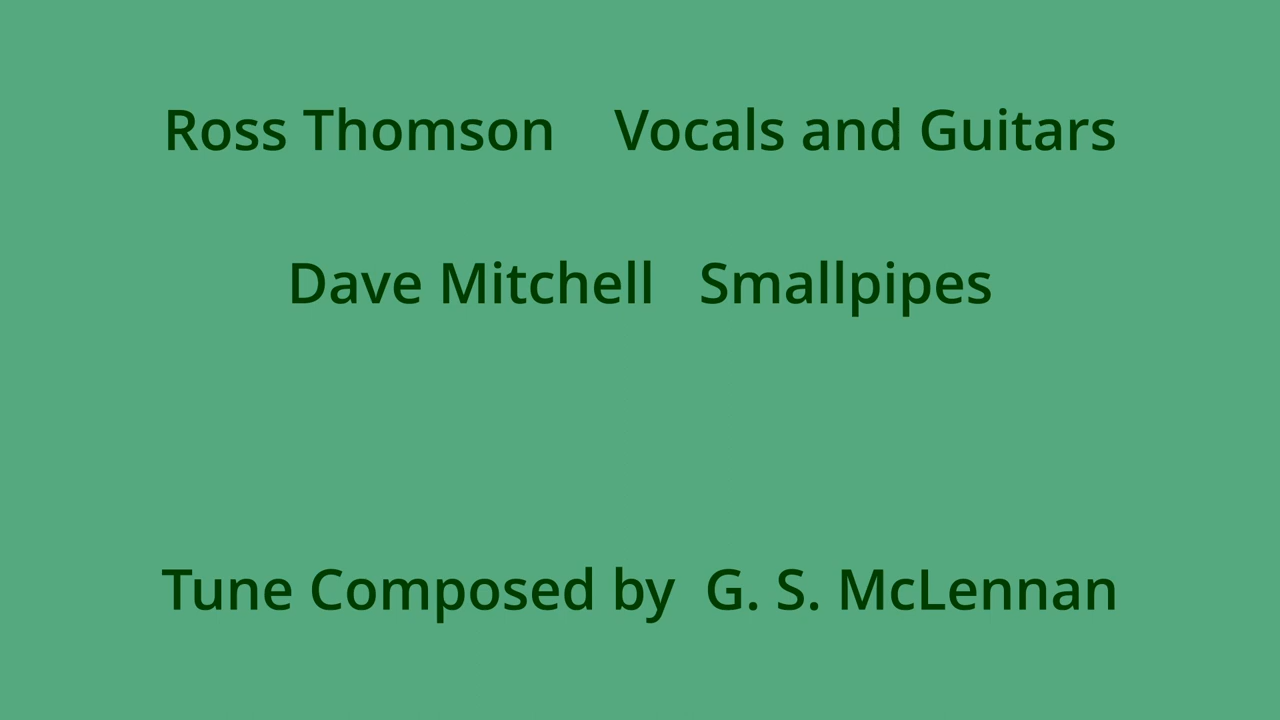 Ross Thomson    Vocals and Guitars
Dave Mitchell   Smallpipes
Tune Composed by  G. S. McLennan